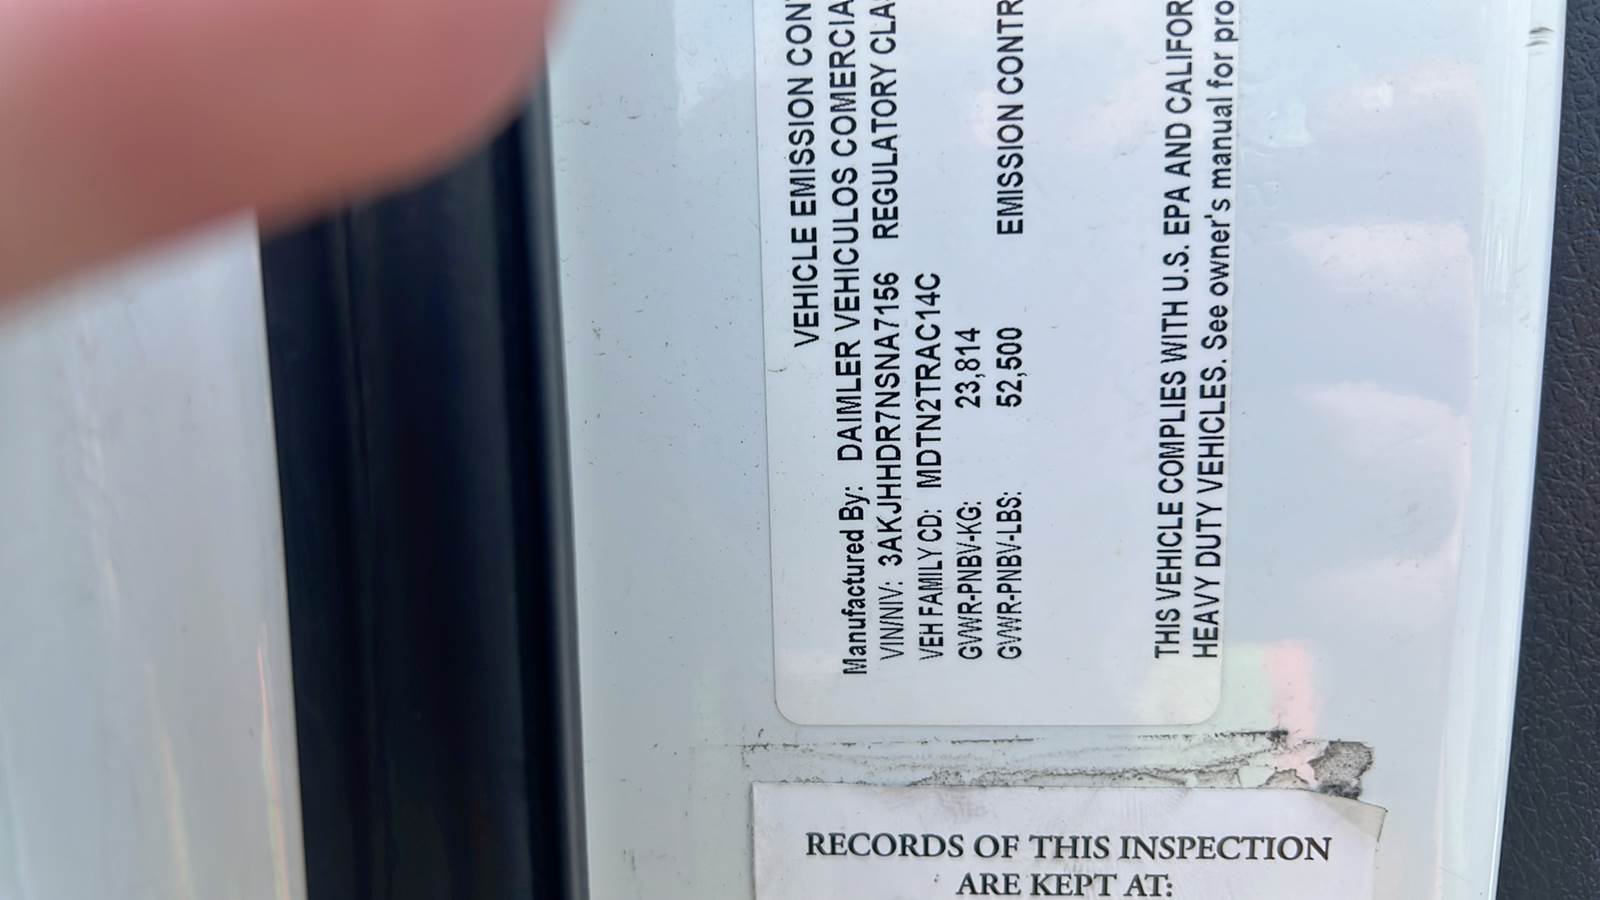 VEHICLE EMISSION CON
Manufactured By: DAIMLER VEHICULOS COMERCIA
VIN/NIV: 3AKJHHDR7NSNA7156 REGULATORY CLA
VEH FAMILY CD: MDTN2TRAC14C
GVWR-PNBV-KG: 23,814
GVWR-PNBV-LBS: 52,500 EMISSION CONTR
THIS VEHICLE COMPLIES WITH U.S. EPA AND CALIFOR
HEAVY DUTY VEHICLES. See owner's manual for pro
RECORDS OF THIS INSPECTION
ARE KEPT AT: